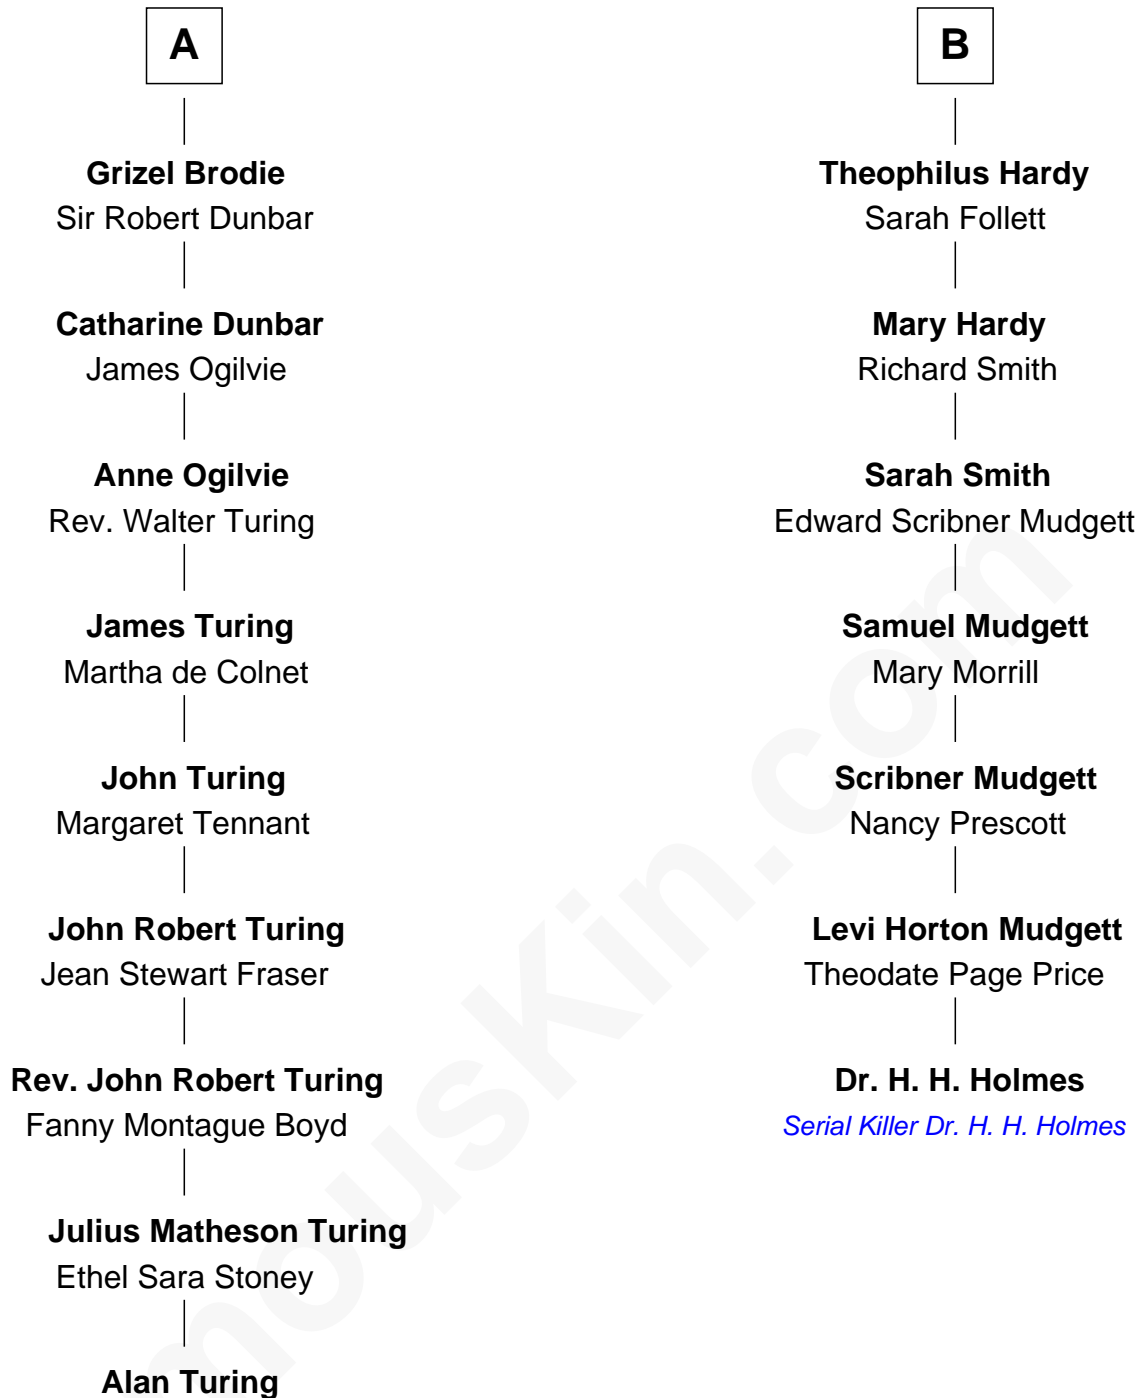 A
Grizel Brodie
Sir Robert Dunbar
Catharine Dunbar
James Ogilvie
Anne Ogilvie
Rev. Walter Turing
James Turing
Martha de Colnet
John Turing
Margaret Tennant
John Robert Turing
Jean Stewart Fraser
Rev. John Robert Turing
Fanny Montague Boyd
Julius Matheson Turing
Ethel Sara Stoney
Alan Turing
B
Theophilus Hardy
Sarah Follett
Mary Hardy
Richard Smith
Sarah Smith
Edward Scribner Mudgett
Samuel Mudgett
Mary Morrill
Scribner Mudgett
Nancy Prescott
Levi Horton Mudgett
Theodate Page Price
Dr. H. H. Holmes
Serial Killer Dr. H. H. Holmes
mousKin.com